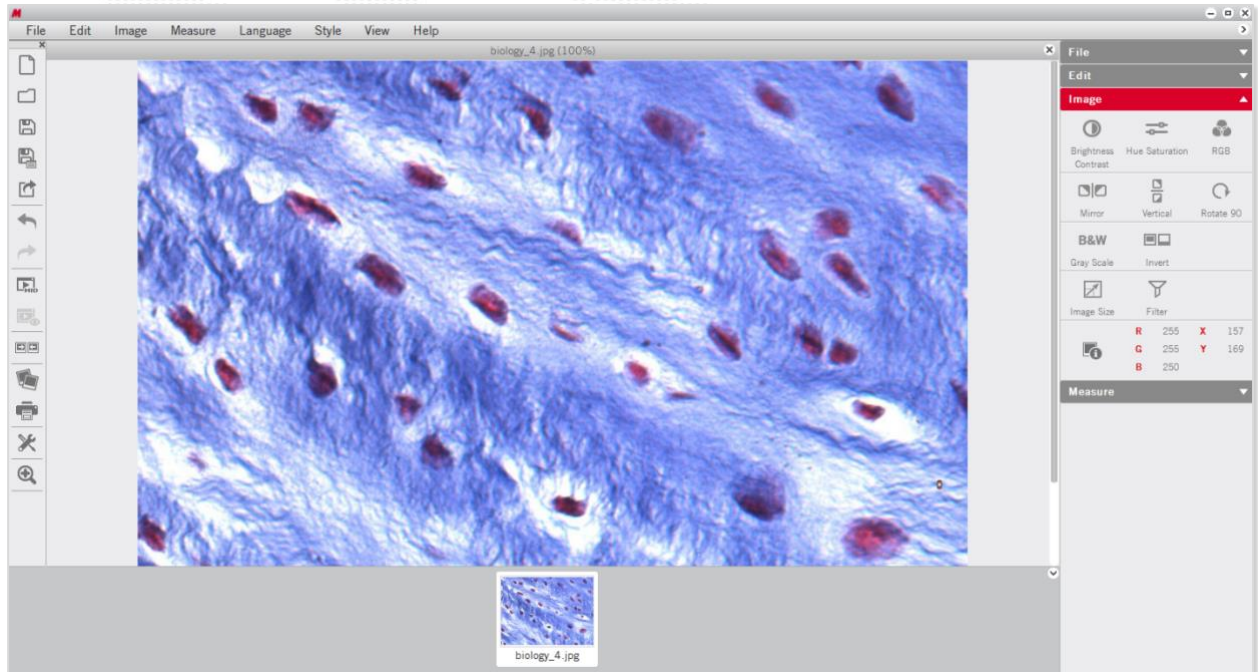 M
File Edit Image Measure Language Style View Help
biology_4.jpg (100%)
File
Edit
Image
Brightness Contrast
Hue Saturation
RGB
Mirror
Vertical
Rotate 90
B&W
Gray Scale
Invert
Image Size
Filter
R 255 X 157
G 255 Y 169
B 250
Measure
biology_4.jpg